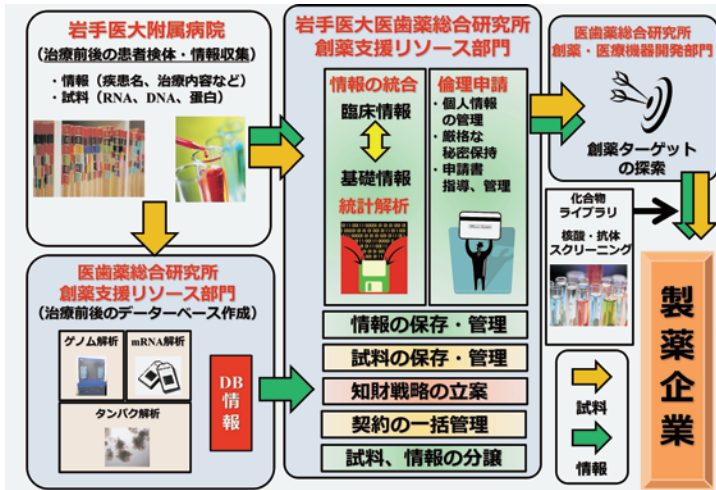 岩手医大附属病院
(治療前後の患者検体・情報収集)
・情報（疾患名、治療内容など）
・試料（RNA、DNA、蛋白）
医歯薬総合研究所
創薬支援リソース部門
(治療前後のデーターベース作成)
ゲノム解析
mRNA解析
タンパク解析
DB
情報
岩手医大医歯薬総合研究所
創薬支援リソース部門
情報の統合
臨床情報
基礎情報
統計解析
倫理申請
・個人情報
の管理
・厳格な
秘密保持
・申請書
指導、管理
情報の保存・管理
試料の保存・管理
知財戦略の立案
契約の一括管理
試料、情報の分譲
医歯薬総合研究所
創薬・医療機器開発部門
創薬ターゲット
の探索
化合物
ライブラリ
核酸・抗体
スクリーニング
試料
情報
製薬企業